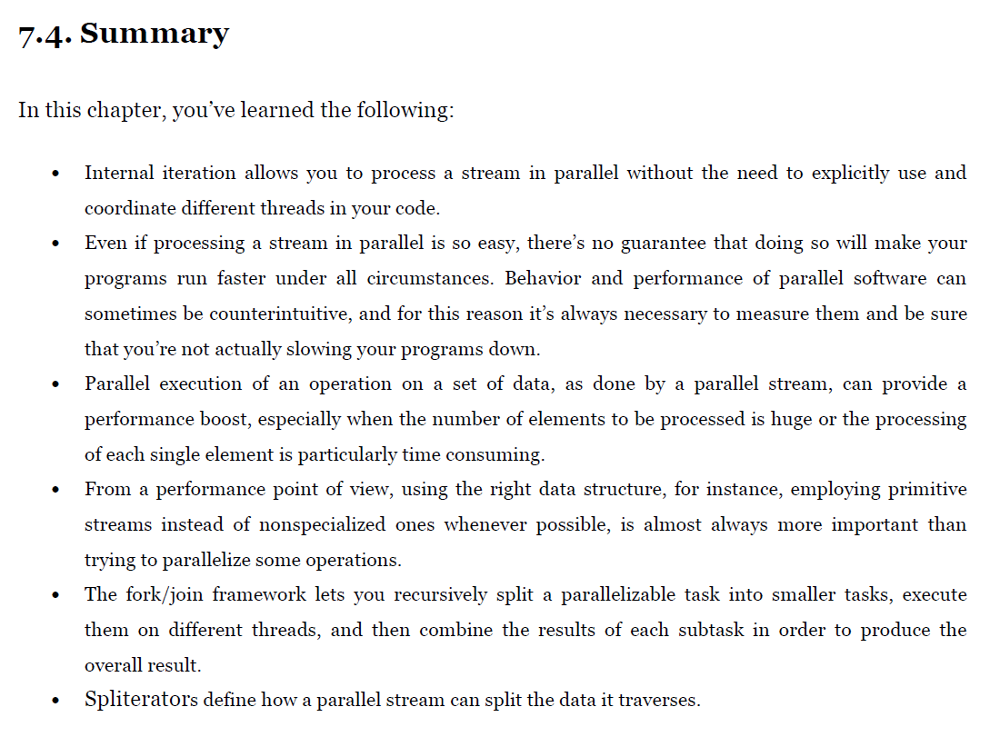 7.4. Summary
In this chapter, you’ve learned the following:
• Internal iteration allows you to process a stream in parallel without the need to explicitly use and
coordinate different threads in your code.
• Even if processing a stream in parallel is so easy, there’s no guarantee that doing so will make your
programs run faster under all circumstances. Behavior and performance of parallel software can
sometimes be counterintuitive, and for this reason it’s always necessary to measure them and be sure
that you’re not actually slowing your programs down.
• Parallel execution of an operation on a set of data, as done by a parallel stream, can provide a
performance boost, especially when the number of elements to be processed is huge or the processing
of each single element is particularly time consuming.
• From a performance point of view, using the right data structure, for instance, employing primitive
streams instead of nonspecialized ones whenever possible, is almost always more important than
trying to parallelize some operations.
• The fork/join framework lets you recursively split a parallelizable task into smaller tasks, execute
them on different threads, and then combine the results of each subtask in order to produce the
overall result.
• Spliterators define how a parallel stream can split the data it traverses.